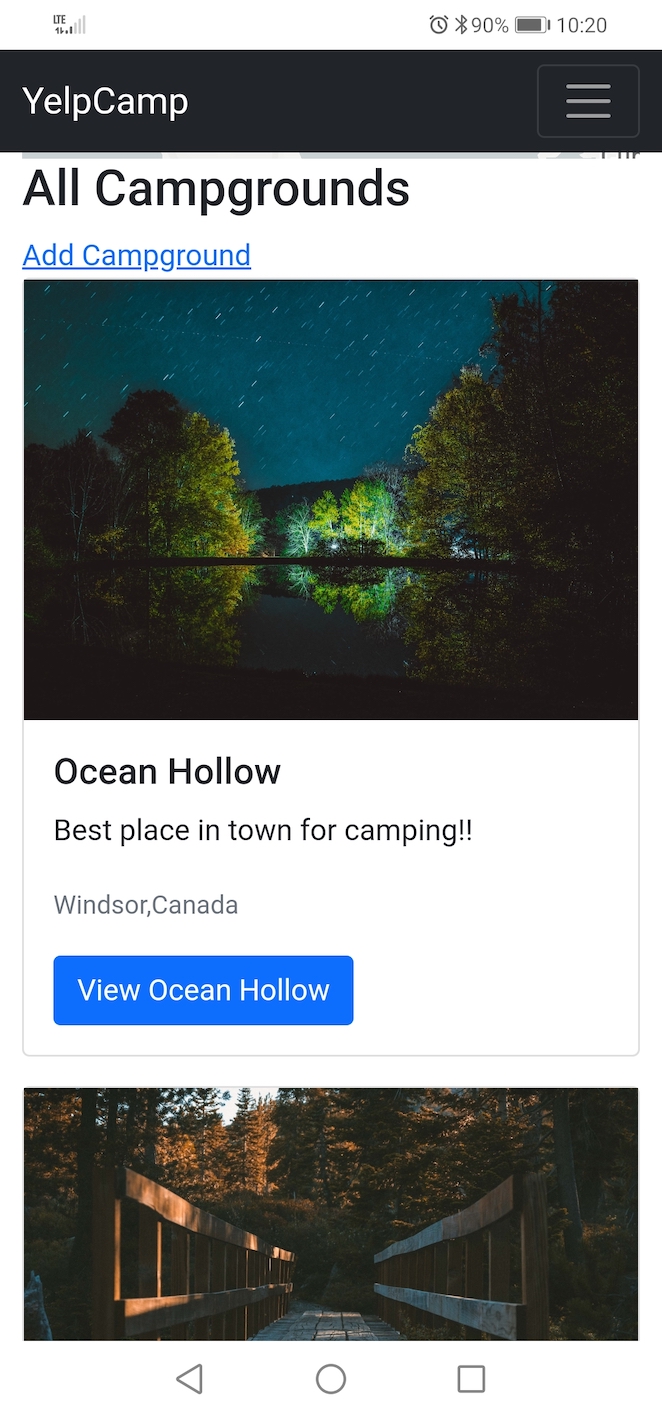 LTE 90% 10:20
YelpCamp
All Campgrounds
Add Campground
Ocean Hollow
Best place in town for camping!!
Windsor,Canada
View Ocean Hollow